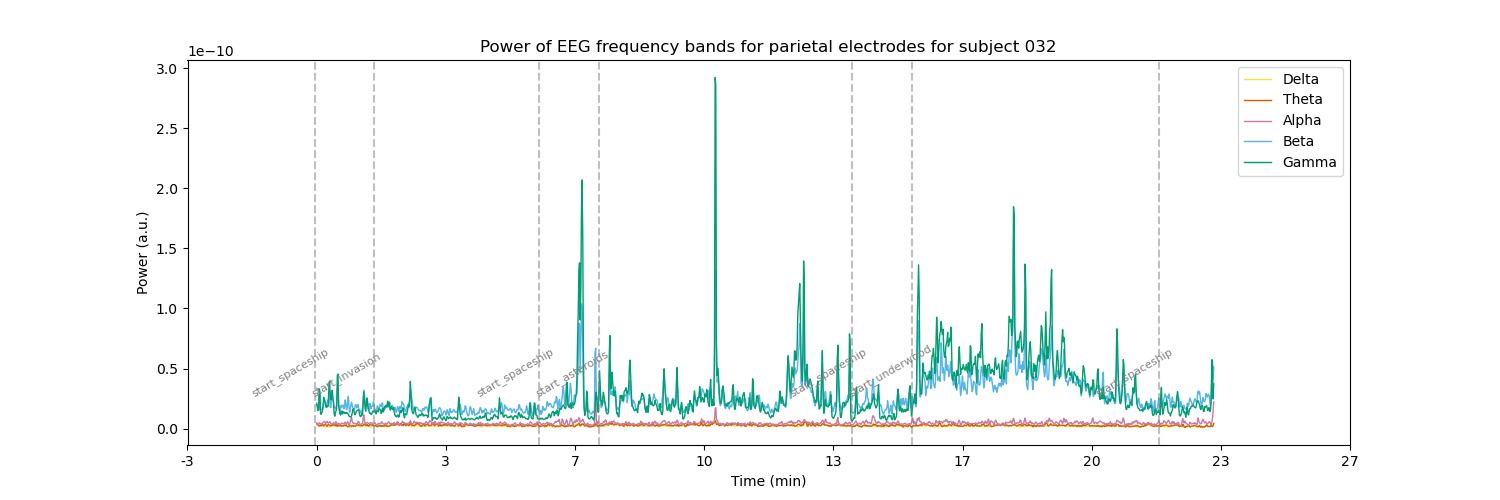 Power of EEG frequency bands for parietal electrodes for subject 032
1e−10
3.0
2.5
2.0
1.5
1.0
0.5
0.0
Power (a.u.)
Delta
Theta
Alpha
Beta
Gamma
start_spaceship
start_invasion
start_spaceship
start_asteroids
start_spaceship
start_underwood
start_spaceship
-3
0
3
7
10
13
17
20
23
27
Time (min)